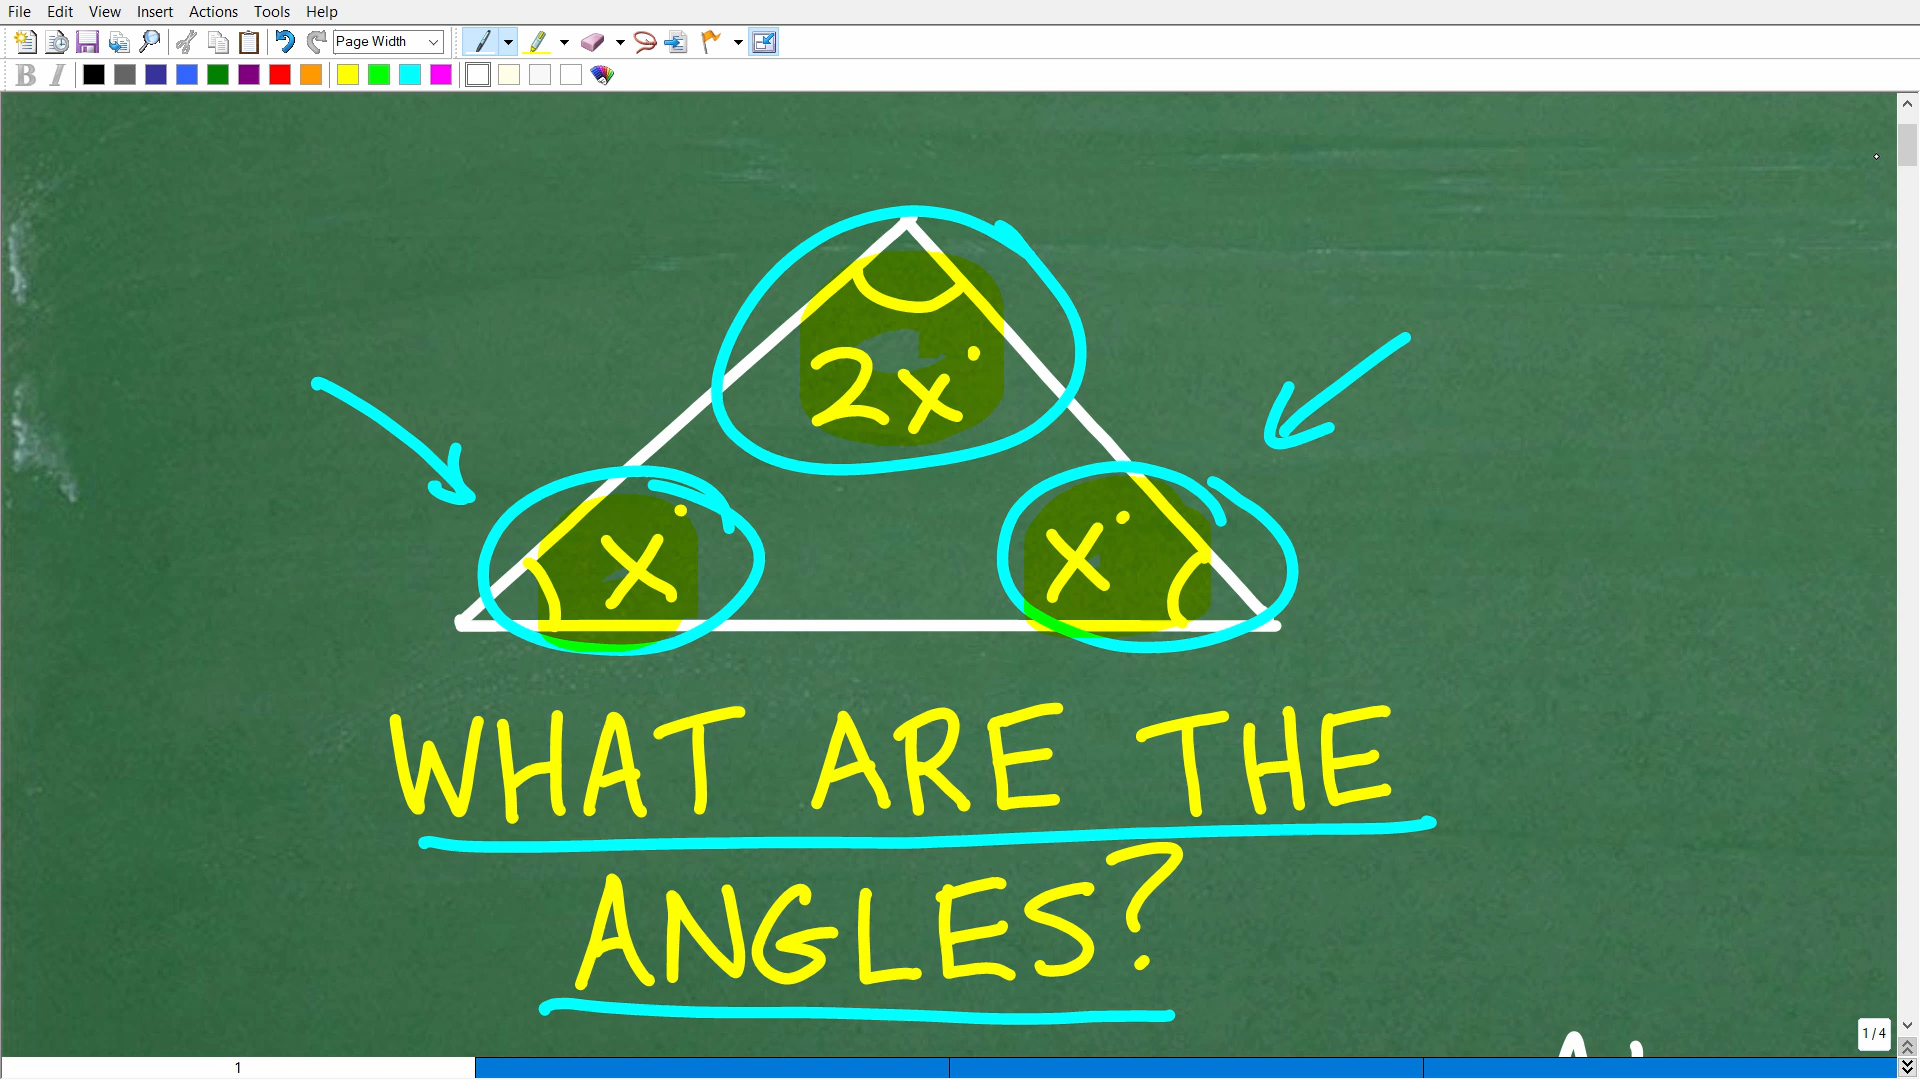 File Edit View Insert Actions Tools Help
Page Width
B I
2x°
x° x°
WHAT ARE THE
ANGLES?
1 / 4
1